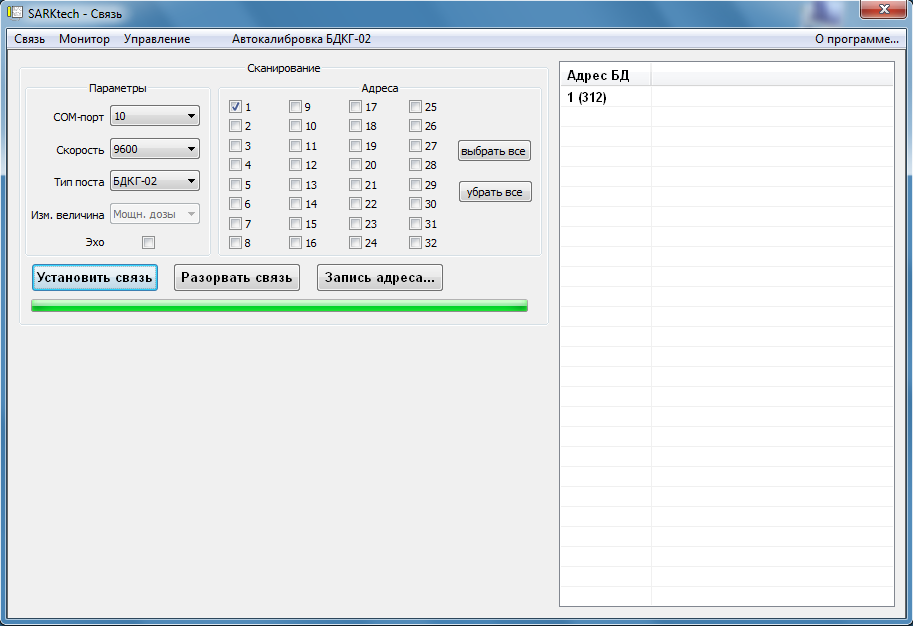 SARKtech - Связь
Связь Монитор Управление Автокалибровка БДКГ-02 О программе...
Сканирование
Параметры
COM-порт 10
Скорость 9600
Тип поста БДКГ-02
Изм. величина Мощн. дозы
Эхо
Адреса
1 9 17 25
2 10 18 26
3 11 19 27
4 12 20 28
5 13 21 29
6 14 22 30
7 15 23 31
8 16 24 32
выбрать все
убрать все
Установить связь Разорвать связь Запись адреса...
Адрес БД
1 (312)